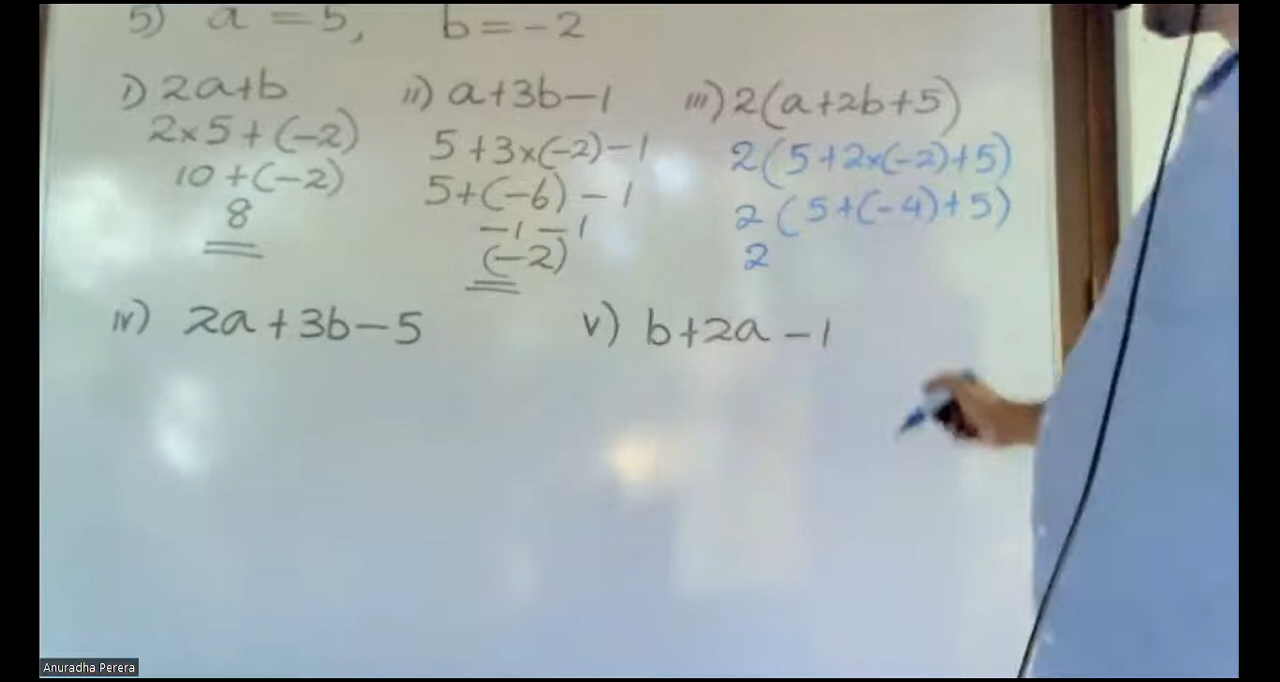 5) a = 5, b = -2
i) 2a+b ii) a+3b-1 iii) 2(a+2b+5)
2×5+(-2) 5+3×(-2)-1 2(5+2×(-2)+5)
10+(-2) 5+(-6)-1 2(5+(-4)+5)
8 -1-1 2
(-2)
iv) 2a+3b-5 v) b+2a-1
Anuradha Perera